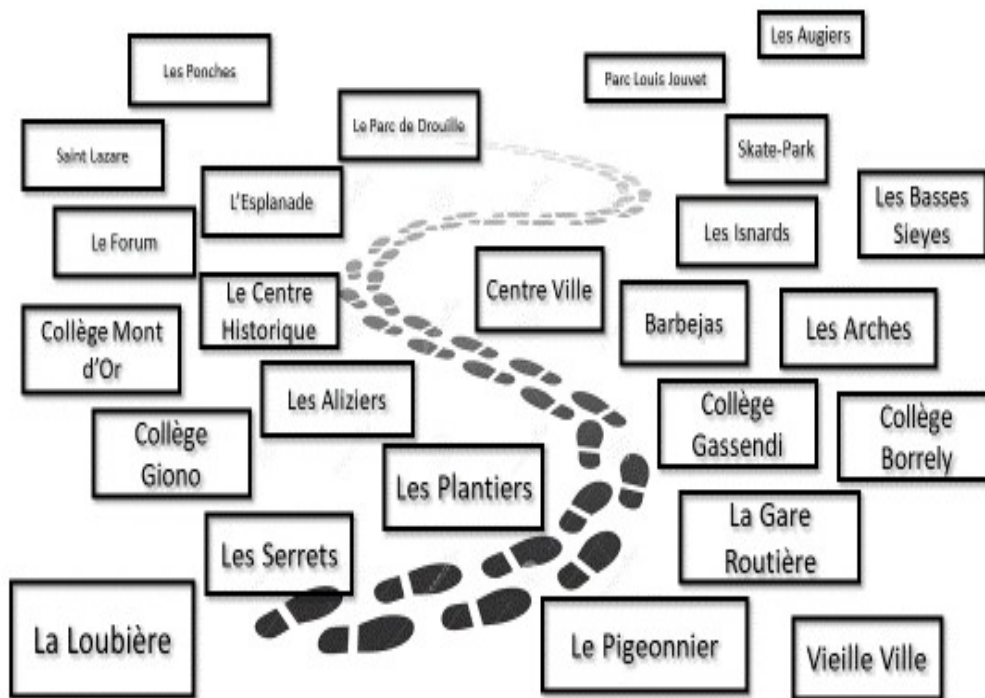 Les Augiers
Les Ponches
Parc Louis Jouvet
Le Parc de Drouille
Saint Lazare
Skate-Park
L'Esplanade
Les Basses
Sieyes
Le Forum
Les Isnards
Le Centre
Historique
Centre Ville
Barbejas
Les Arches
Collège Mont
d'Or
Les Aliziers
Collège
Gassendi
Collège
Borrely
Collège
Giono
Les Plantiers
La Gare
Routière
Les Serrets
La Loubière
Le Pigeonnier
Vieille Ville